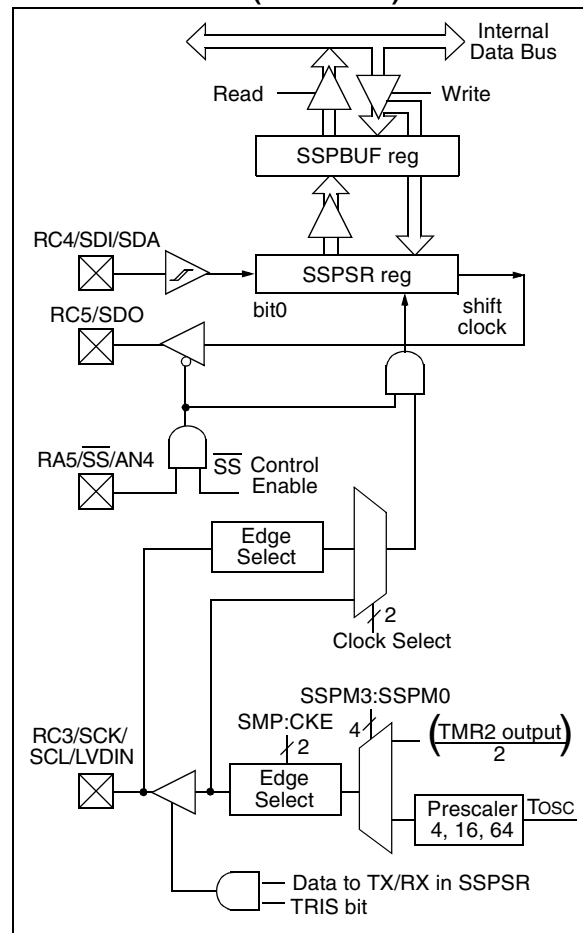 Internal
Data Bus
Read
Write
SSPBUF reg
RC4/SDI/SDA
SSPSR reg
bit0
shift
clock
RC5/SDO
RA5/SS/AN4
SS Control
Enable
Edge
Select
2
Clock Select
SSPM3:SSPM0
SMP:CKE
4
2
(TMR2 output)
2
RC3/SCK/
SCL/LVDIN
Edge
Select
Prescaler
4, 16, 64
TOSC
Data to TX/RX in SSPSR
TRIS bit